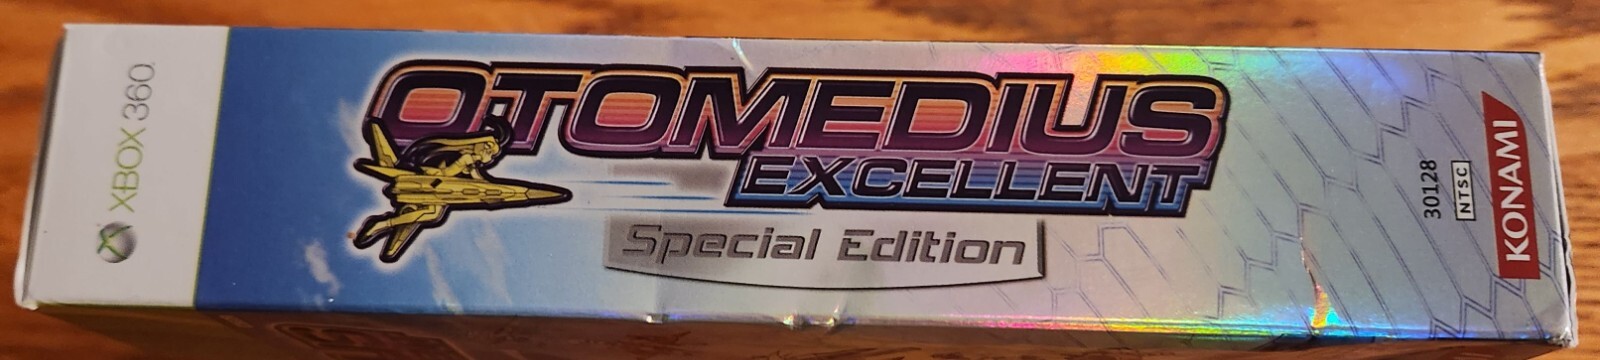 XBOX 360
OTOMEDIUS
EXCELLENT
Special Edition
30128
NTSC
KONAMI